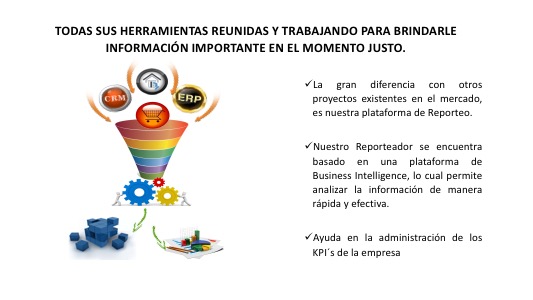 TODAS SUS HERRAMIENTAS REUNIDAS Y TRABAJANDO PARA BRINDARLE
INFORMACIÓN IMPORTANTE EN EL MOMENTO JUSTO.
CRM
ERP
✓La gran diferencia con otros
proyectos existentes en el mercado,
es nuestra plataforma de Reporteo.
✓Nuestro Reporteador se encuentra
basado en una plataforma de
Business Intelligence, lo cual permite
analizar la información de manera
rápida y efectiva.
✓Ayuda en la administración de los
KPI´s de la empresa